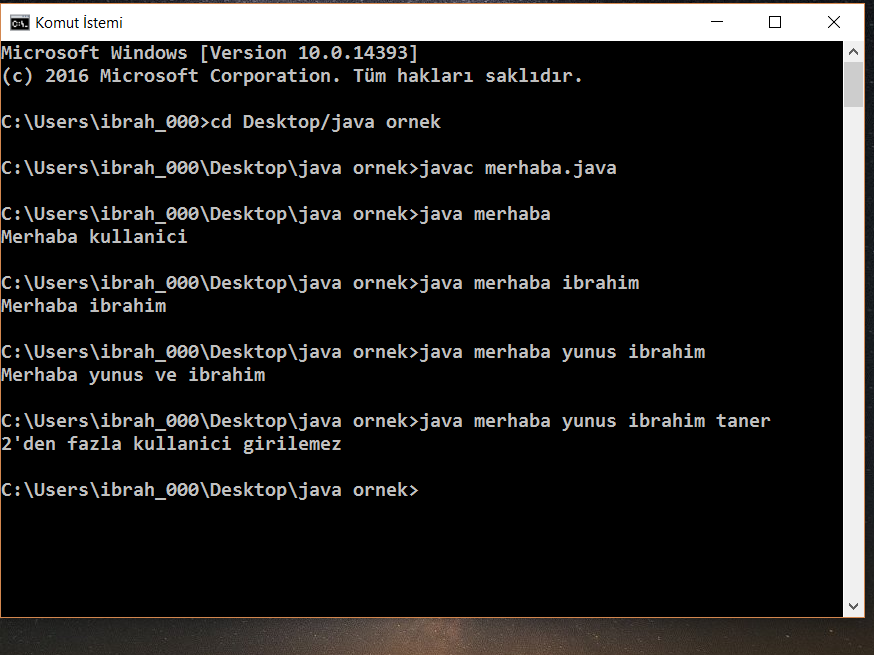 Komut İstemi
Microsoft Windows [Version 10.0.14393]
(c) 2016 Microsoft Corporation. Tüm hakları saklıdır.
C:\Users\ibrah_000>cd Desktop/java ornek
C:\Users\ibrah_000\Desktop\java ornek>javac merhaba.java
C:\Users\ibrah_000\Desktop\java ornek>java merhaba
Merhaba kullanici
C:\Users\ibrah_000\Desktop\java ornek>java merhaba ibrahim
Merhaba ibrahim
C:\Users\ibrah_000\Desktop\java ornek>java merhaba yunus ibrahim
Merhaba yunus ve ibrahim
C:\Users\ibrah_000\Desktop\java ornek>java merhaba yunus ibrahim taner
2'den fazla kullanici girilemez
C:\Users\ibrah_000\Desktop\java ornek>